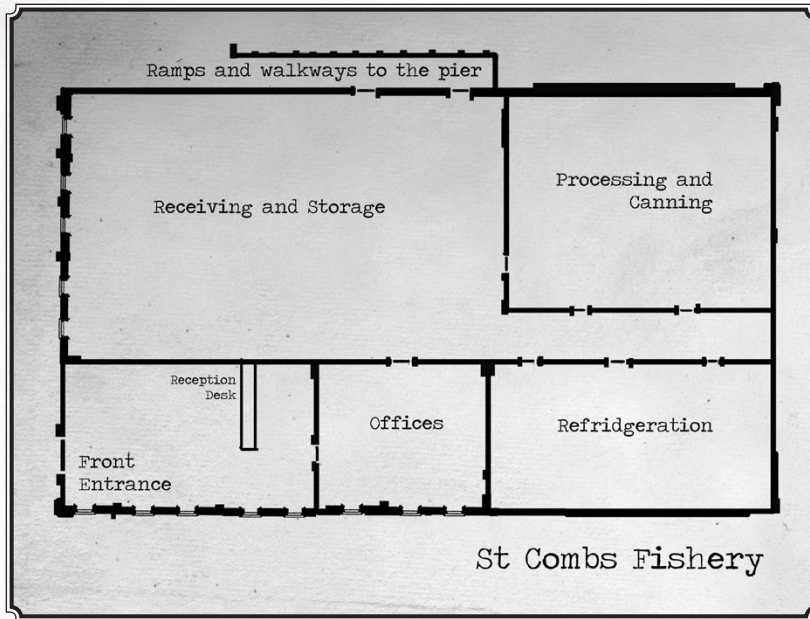 Ramps and walkways to the pier
Receiving and Storage
Processing and
Canning
Reception
Desk
Offices
Refridgeration
Front
Entrance
St Combs Fishery